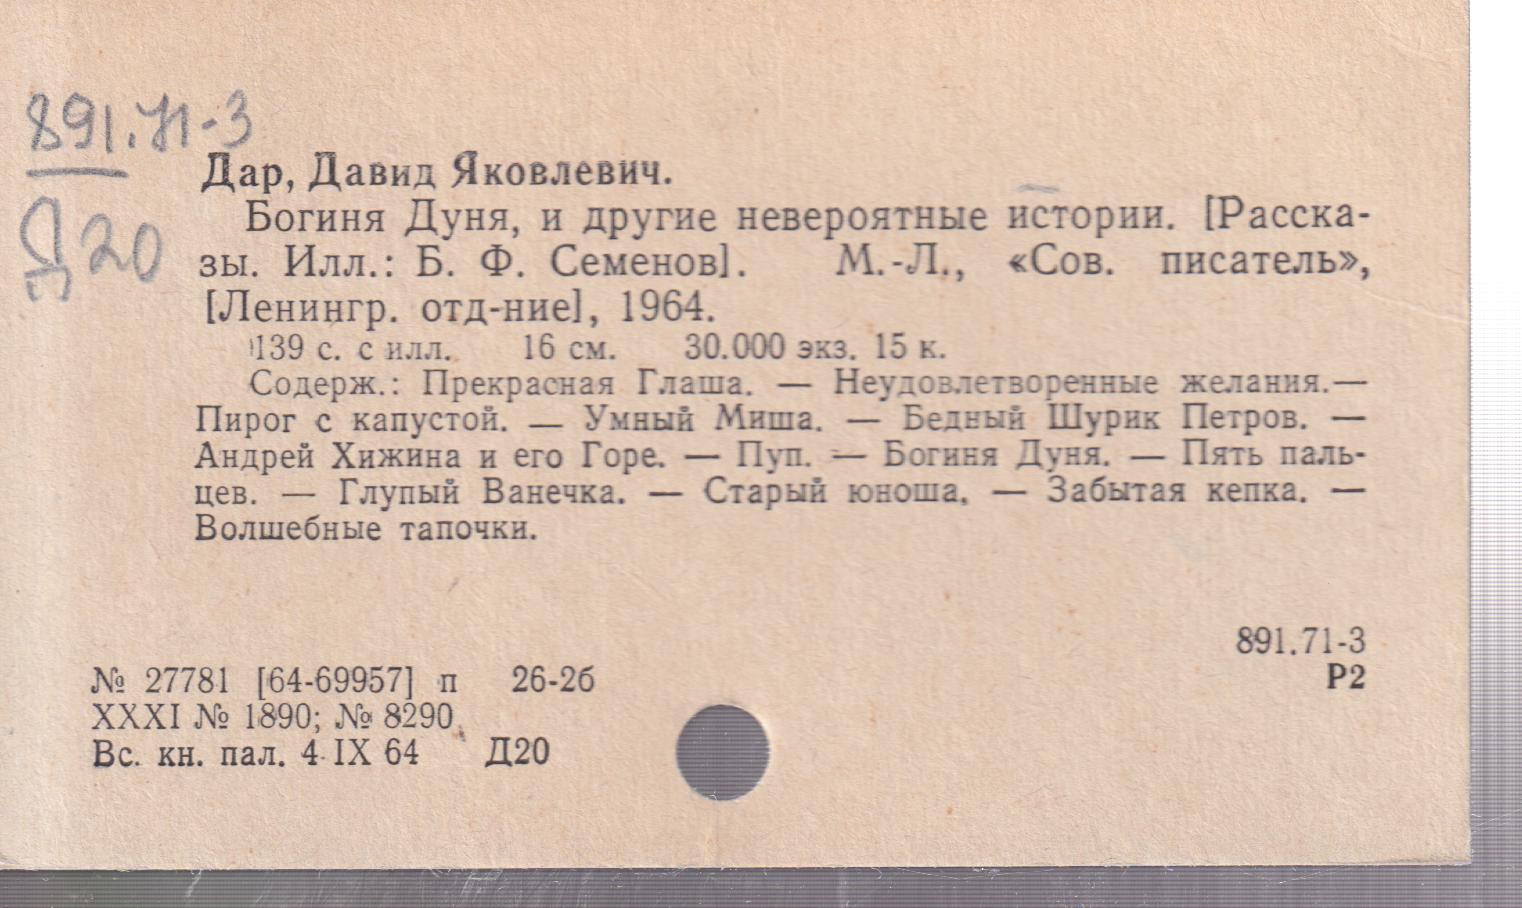 891.71-3
Д20
Дар, Давид Яковлевич.
Богиня Дуня, и другие невероятные истории. [Расска-
зы. Илл.: Б. Ф. Семенов]. М.-Л., «Сов. писатель»,
[Ленингр. отд-ние], 1964.
139 с. с илл. 16 см. 30.000 экз. 15 к.
Содерж.: Прекрасная Глаша. — Неудовлетворенные желания.—
Пирог с капустой. — Умный Миша. — Бедный Шурик Петров. —
Андрей Хижина и его Горе. — Пуп. — Богиня Дуня. — Пять паль-
цев. — Глупый Ванечка. — Старый юноша. — Забытая кепка. —
Волшебные тапочки.
891.71-3
Р2
№ 27781 [64-69957] п 26-2б
XXXI № 1890; № 8290
Вс. кн. пал. 4 IX 64 Д20